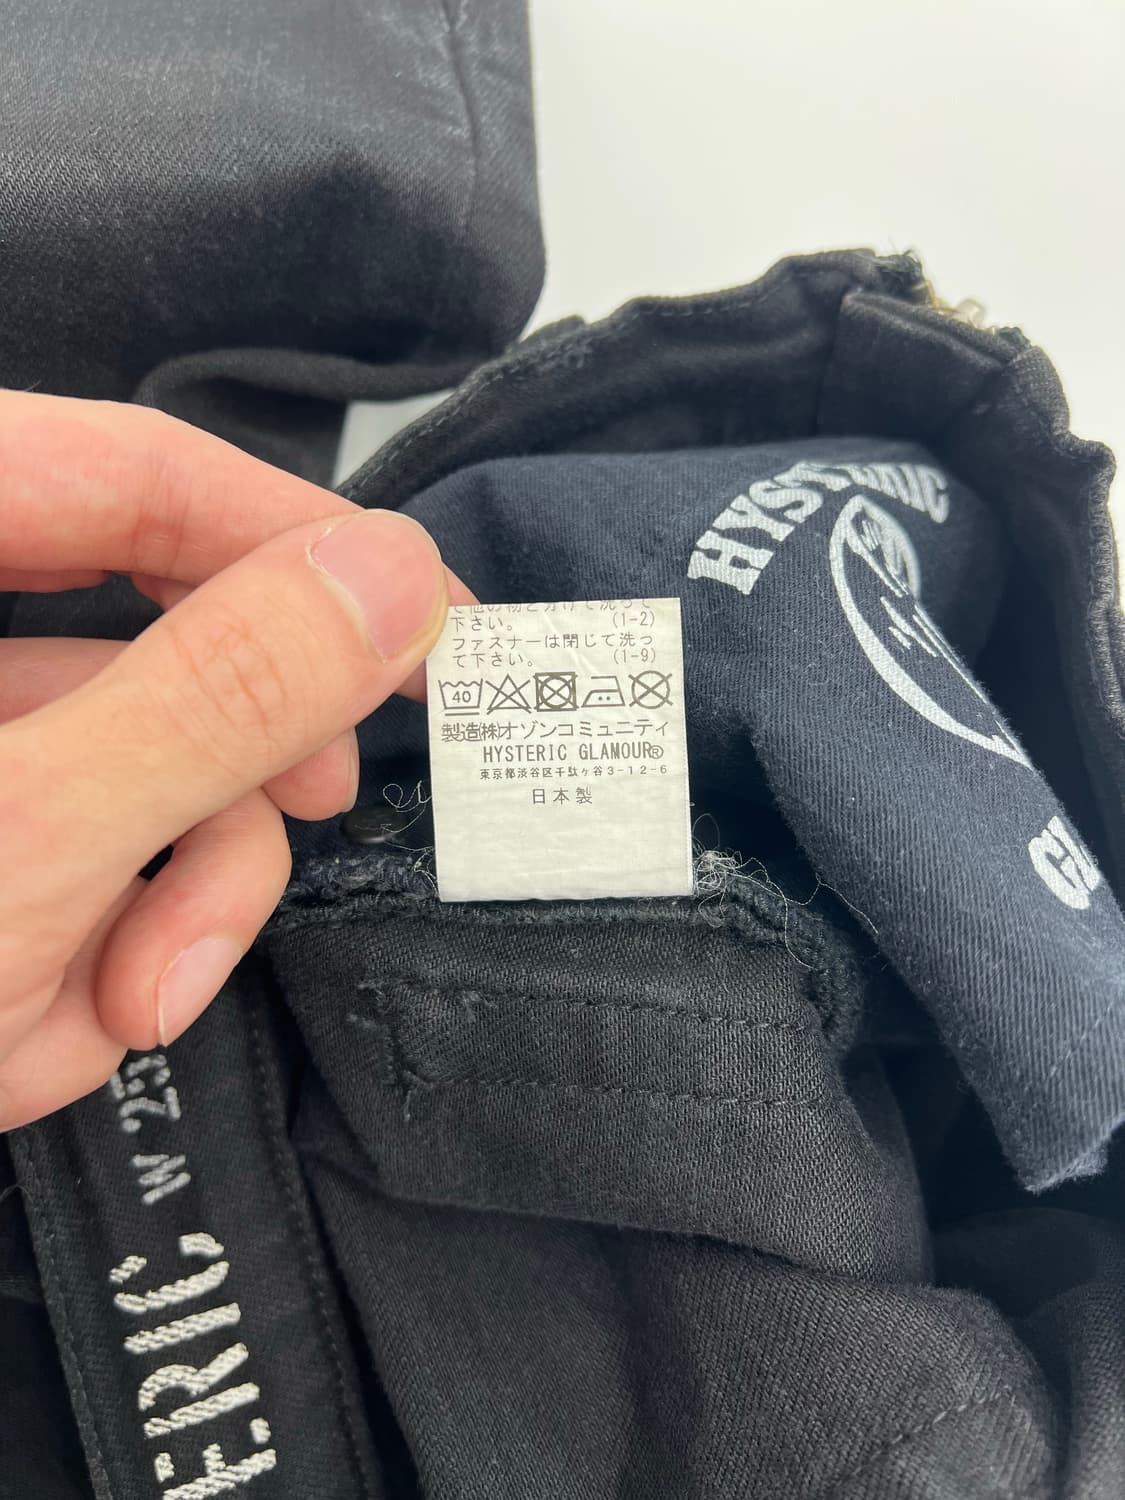 て他の物と分けて洗って
下さい。 (1-2)
ファスナーは閉じて洗っ
て下さい。 (1-9)
40
製造㈱オゾンコミュニティ
HYSTERIC GLAMOUR®
東京都渋谷区千駄ヶ谷3-12-6
日本製
HYSTERIC
GL
W.23
ERIC